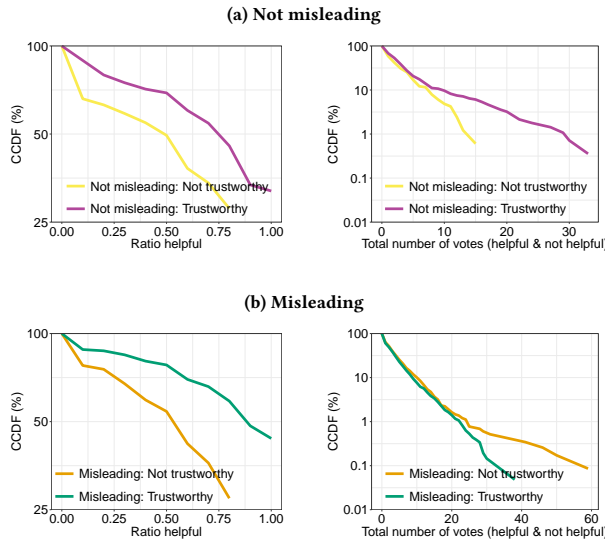 (a) Not misleading
100
50
25
CCDF (%)
Not misleading: Not trustworthy
Not misleading: Trustworthy
0.00 0.25 0.50 0.75 1.00
Ratio helpful
100
10
1
0.1
0.01
CCDF (%)
Not misleading: Not trustworthy
Not misleading: Trustworthy
0 10 20 30
Total number of votes (helpful & not helpful)
(b) Misleading
100
50
25
CCDF (%)
Misleading: Not trustworthy
Misleading: Trustworthy
0.00 0.25 0.50 0.75 1.00
Ratio helpful
100
10
1
0.1
0.01
CCDF (%)
Misleading: Not trustworthy
Misleading: Trustworthy
0 20 40 60
Total number of votes (helpful & not helpful)